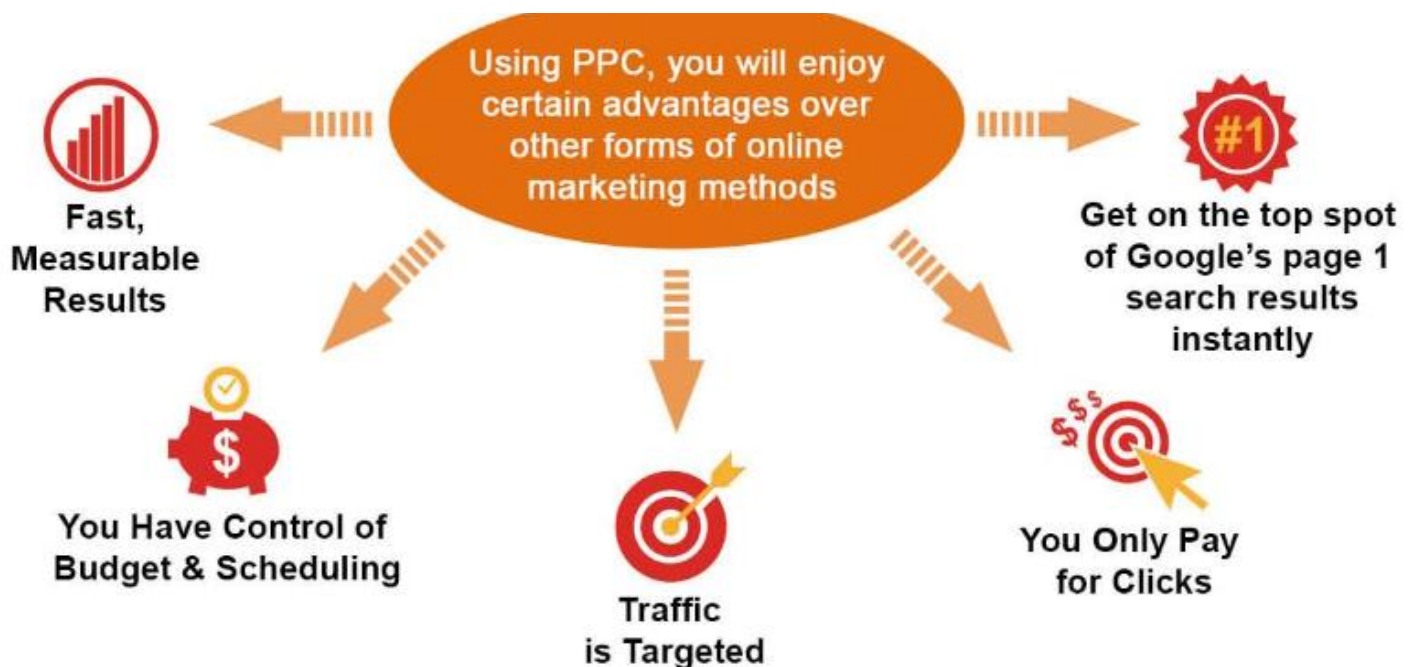 Using PPC, you will enjoy
certain advantages over
other forms of online
marketing methods
Fast,
Measurable
Results
#1
Get on the top spot
of Google's page 1
search results
instantly
$
You Have Control of
Budget & Scheduling
Traffic
is Targeted
$$$
You Only Pay
for Clicks